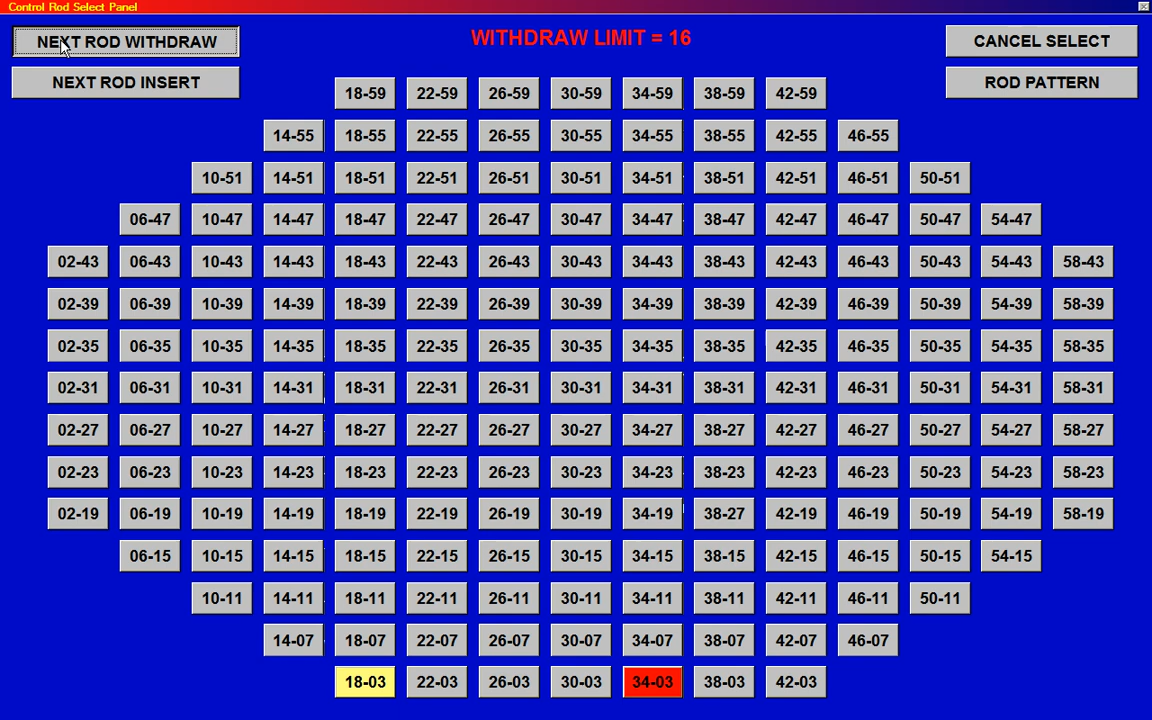 Control Rod Select Panel
NEXT ROD WITHDRAW WITHDRAW LIMIT = 16 CANCEL SELECT
NEXT ROD INSERT ROD PATTERN
18-59 22-59 26-59 30-59 34-59 38-59 42-59
14-55 18-55 22-55 26-55 30-55 34-55 38-55 42-55 46-55
10-51 14-51 18-51 22-51 26-51 30-51 34-51 38-51 42-51 46-51 50-51
06-47 10-47 14-47 18-47 22-47 26-47 30-47 34-47 38-47 42-47 46-47 50-47 54-47
02-43 06-43 10-43 14-43 18-43 22-43 26-43 30-43 34-43 38-43 42-43 46-43 50-43 54-43 58-43
02-39 06-39 10-39 14-39 18-39 22-39 26-39 30-39 34-39 38-39 42-39 46-39 50-39 54-39 58-39
02-35 06-35 10-35 14-35 18-35 22-35 26-35 30-35 34-35 38-35 42-35 46-35 50-35 54-35 58-35
02-31 06-31 10-31 14-31 18-31 22-31 26-31 30-31 34-31 38-31 42-31 46-31 50-31 54-31 58-31
02-27 06-27 10-27 14-27 18-27 22-27 26-27 30-27 34-27 38-27 42-27 46-27 50-27 54-27 58-27
02-23 06-23 10-23 14-23 18-23 22-23 26-23 30-23 34-23 38-23 42-23 46-23 50-23 54-23 58-23
02-19 06-19 10-19 14-19 18-19 22-19 26-19 30-19 34-19 38-27 42-19 46-19 50-19 54-19 58-19
06-15 10-15 14-15 18-15 22-15 26-15 30-15 34-15 38-15 42-15 46-15 50-15 54-15
10-11 14-11 18-11 22-11 26-11 30-11 34-11 38-11 42-11 46-11 50-11
14-07 18-07 22-07 26-07 30-07 34-07 38-07 42-07 46-07
18-03 22-03 26-03 30-03 34-03 38-03 42-03